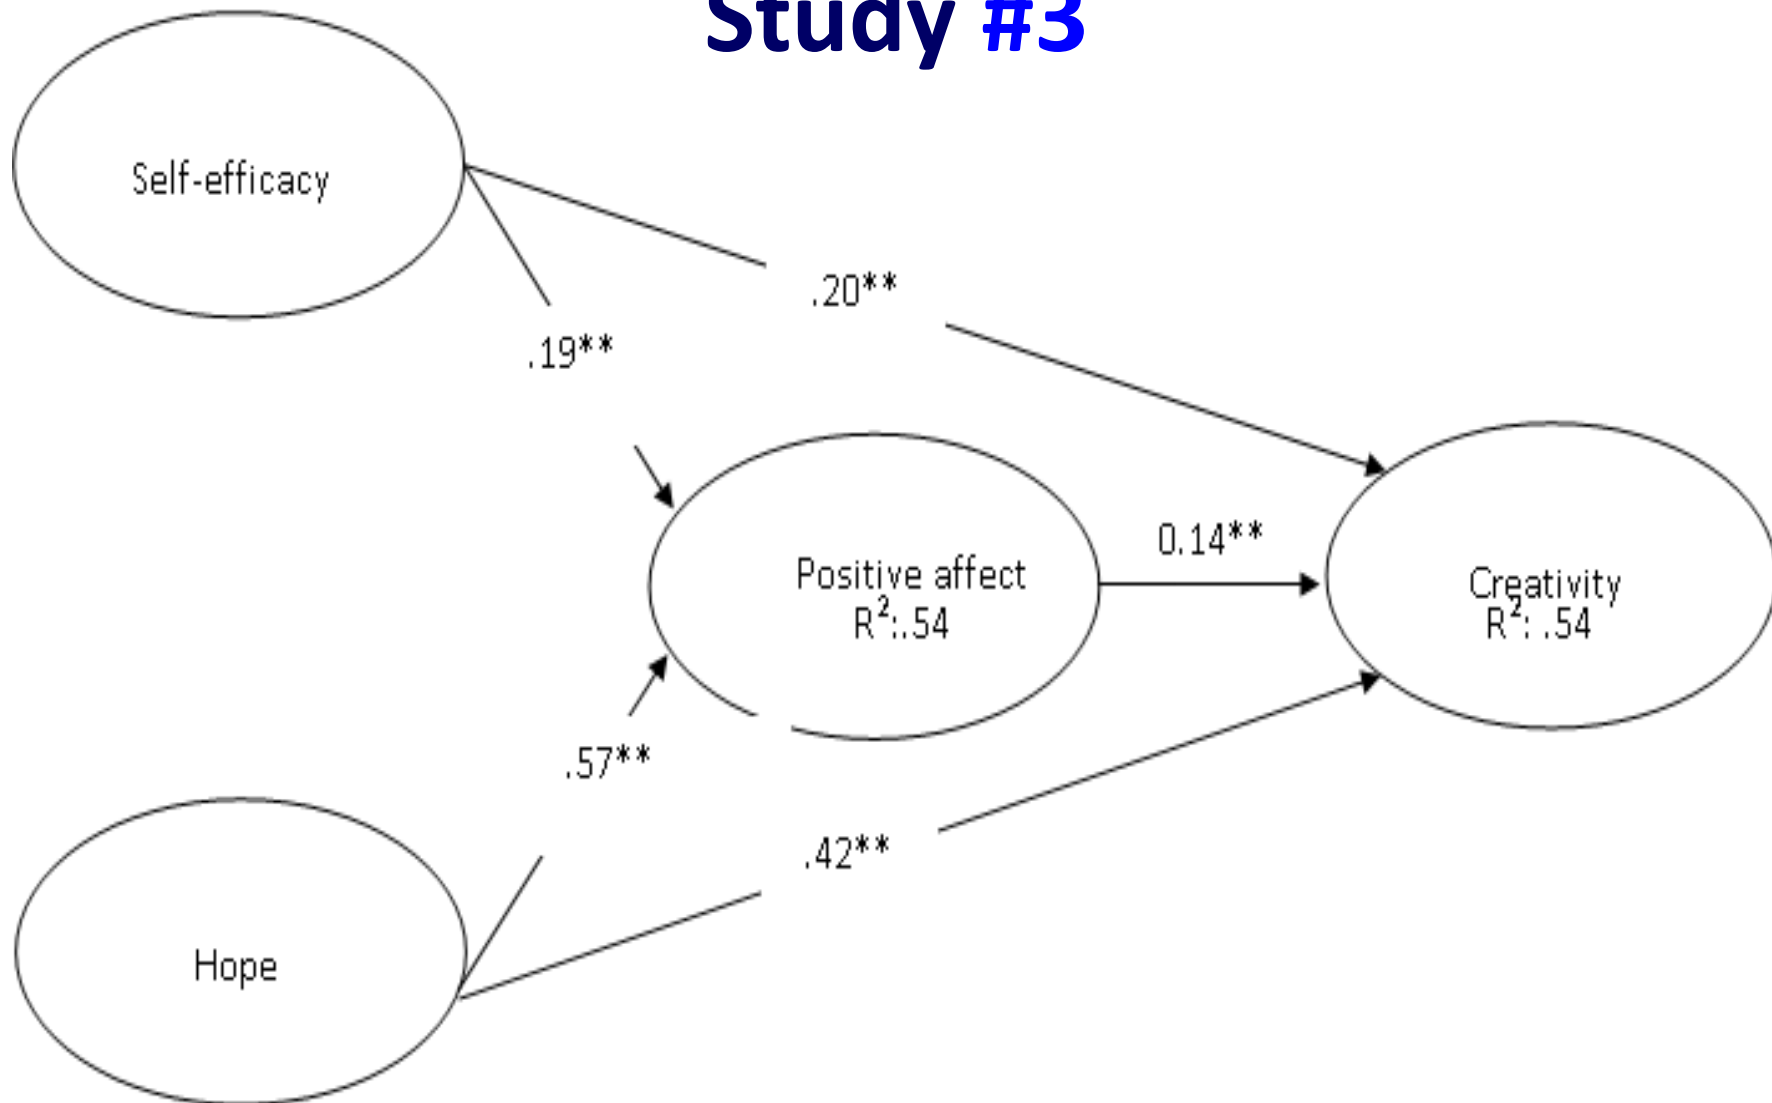 Study #3
Self-efficacy
.20**
.19**
0.14**
Positive affect
R²:.54
Creativity
R²: .54
.57**
.42**
Hope